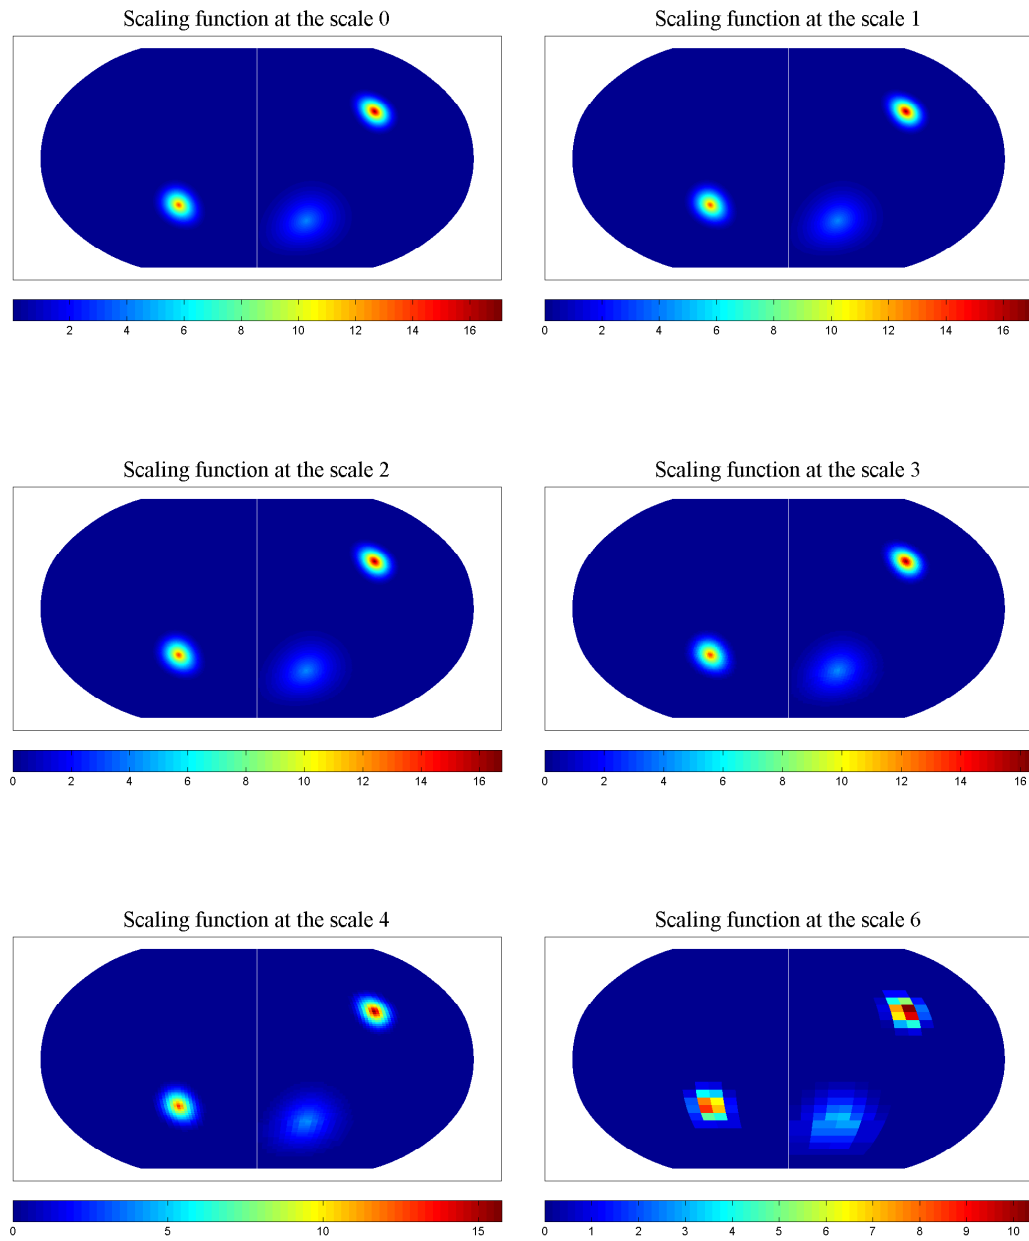 Scaling function at the scale 0
Scaling function at the scale 1
2 4 6 8 10 12 14 16
0 2 4 6 8 10 12 14 16
Scaling function at the scale 2
Scaling function at the scale 3
0 2 4 6 8 10 12 14 16
0 2 4 6 8 10 12 14 16
Scaling function at the scale 4
Scaling function at the scale 6
0 5 10 15
0 1 2 3 4 5 6 7 8 9 10